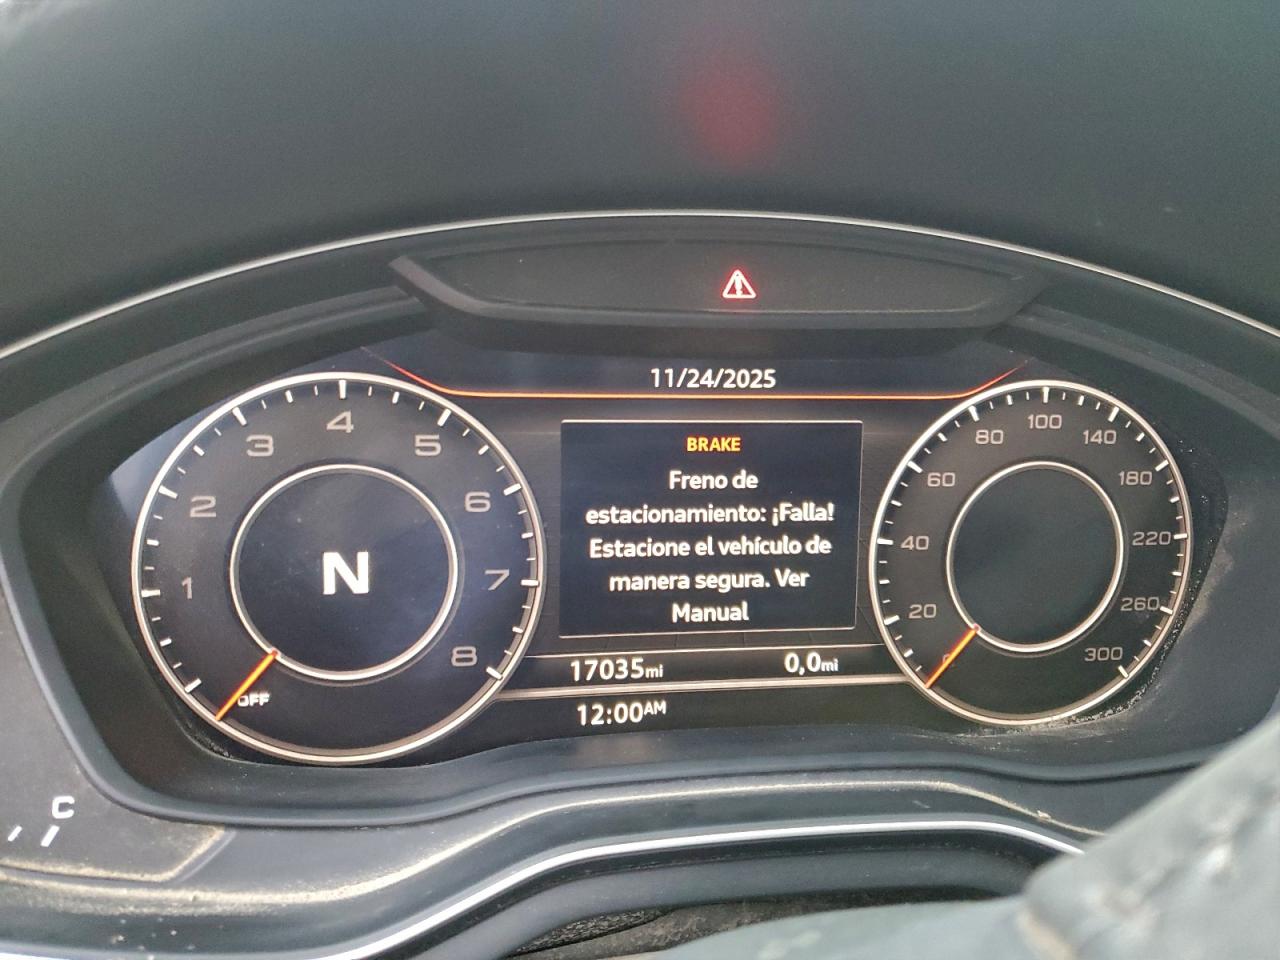 11/24/2025
BRAKE
Freno de
estacionamiento: ¡Falla!
Estacione el vehículo de
manera segura. Ver
Manual
17035mi
0,0mi
12:00AM
N
OFF
1
2
3
4
5
6
7
8
20
40
60
80
100
140
180
220
260
300
C